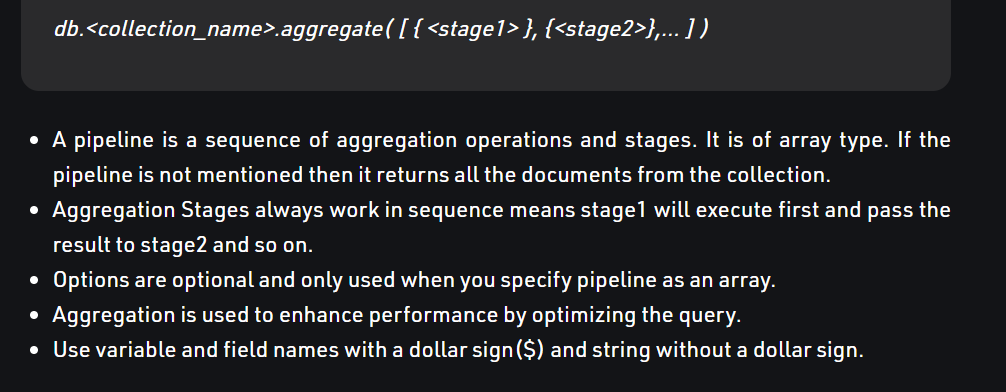 db.<collection_name>.aggregate( [ { <stage1> }, {<stage2>},... ] )
• A pipeline is a sequence of aggregation operations and stages. It is of array type. If the
pipeline is not mentioned then it returns all the documents from the collection.
• Aggregation Stages always work in sequence means stage1 will execute first and pass the
result to stage2 and so on.
• Options are optional and only used when you specify pipeline as an array.
• Aggregation is used to enhance performance by optimizing the query.
• Use variable and field names with a dollar sign($) and string without a dollar sign.